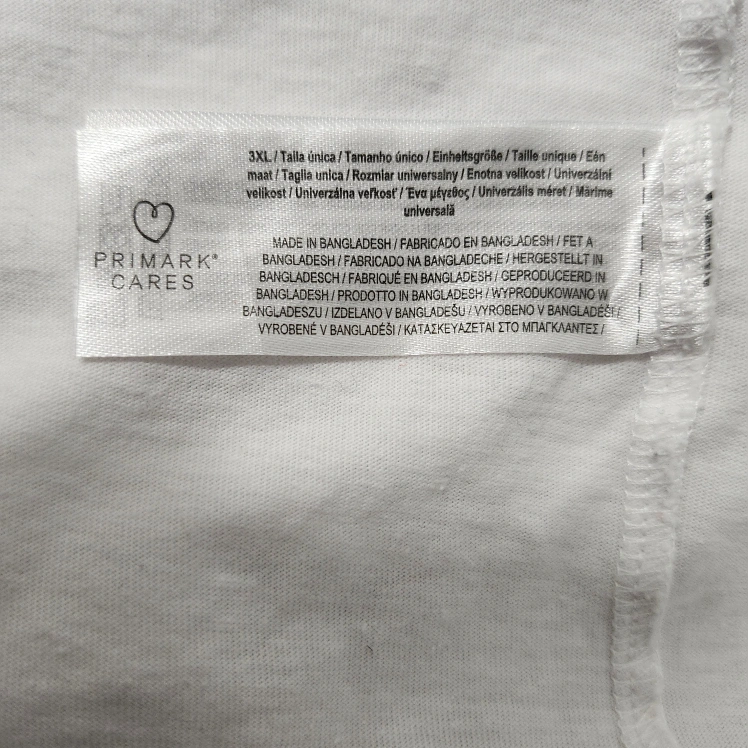 PRIMARK®
CARES
3XL / Talla única / Tamanho único / Einheitsgröße / Taille unique / Eén
maat / Taglia unica / Rozmiar uniwersalny / Enotna velikost / Univerzální
velikost / Univerzálna veľkosť / Ένα μέγεθος / Univerzális méret / Mărime
universală
MADE IN BANGLADESH / FABRICADO EN BANGLADESH / FET A
BANGLADESH / FABRICADO NA BANGLADECHE / HERGESTELLT IN
BANGLADESCH / FABRIQUÉ EN BANGLADESH / GEPRODUCEERD IN
BANGLADESH / PRODOTTO IN BANGLADESH / WYPRODUKOWANO W
BANGLADESZU / IZDELANO V BANGLADEŠU / VYROBENO V BANGLADÉŠI /
VYROBENÉ V BANGLADÉŠI / ΚΑΤΑΣΚΕΥΑΖΕΤΑΙ ΣΤΟ ΜΠΑΓΚΛΑΝΤΕΣ /